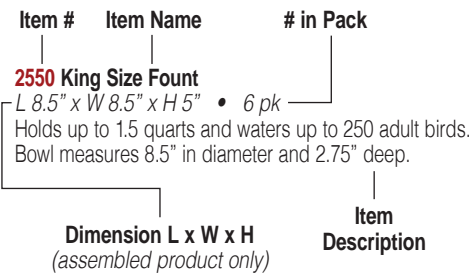 Item # Item Name # in Pack
2550 King Size Fount
L 8.5” x W 8.5” x H 5” • 6 pk
Holds up to 1.5 quarts and waters up to 250 adult birds.
Bowl measures 8.5” in diameter and 2.75” deep.
Dimension L x W x H
(assembled product only)
Item
Description